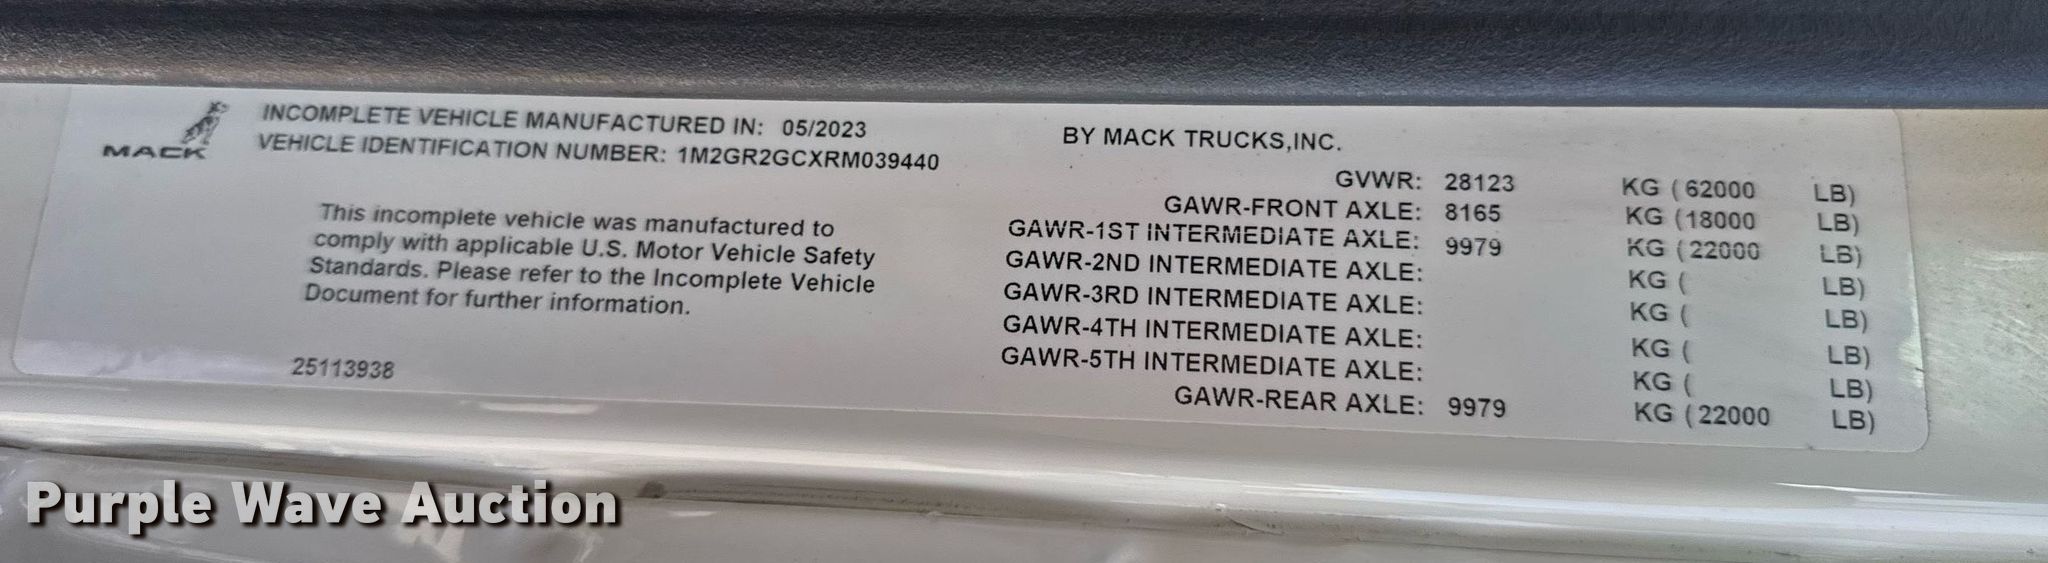 MACK
INCOMPLETE VEHICLE MANUFACTURED IN: 05/2023
VEHICLE IDENTIFICATION NUMBER: 1M2GR2GCXRM039440
This incomplete vehicle was manufactured to
comply with applicable U.S. Motor Vehicle Safety
Standards. Please refer to the Incomplete Vehicle
Document for further information.
25113938
BY MACK TRUCKS,INC.
GVWR: 28123 KG (62000 LB)
GAWR-FRONT AXLE: 8165 KG (18000 LB)
GAWR-1ST INTERMEDIATE AXLE: 9979 KG (22000 LB)
GAWR-2ND INTERMEDIATE AXLE: KG ( LB)
GAWR-3RD INTERMEDIATE AXLE: KG ( LB)
GAWR-4TH INTERMEDIATE AXLE: KG ( LB)
GAWR-5TH INTERMEDIATE AXLE: KG ( LB)
GAWR-REAR AXLE: 9979 KG (22000 LB)
Purple Wave Auction